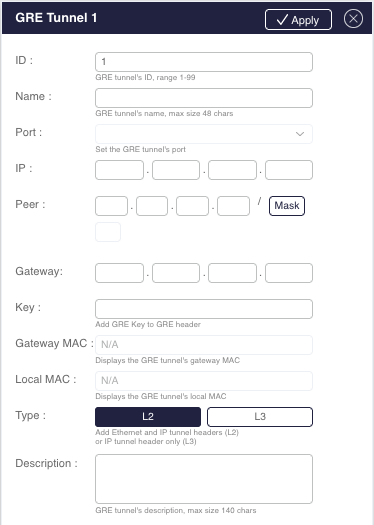 GRE Tunnel 1
Apply
ID :
1
GRE tunnel's ID, range 1-99
Name :
GRE tunnel's name, max size 48 chars
Port :
Set the GRE tunnel's port
IP :
. . .
Peer :
. . . / Mask
Gateway:
. . .
Key :
Add GRE Key to GRE header
Gateway MAC :
N/A
Displays the GRE tunnel's gateway MAC
Local MAC :
N/A
Displays the GRE tunnel's local MAC
Type :
L2
L3
Add Ethernet and IP tunnel headers (L2)
or IP tunnel header only (L3)
Description :
GRE tunnel's description, max size 140 chars